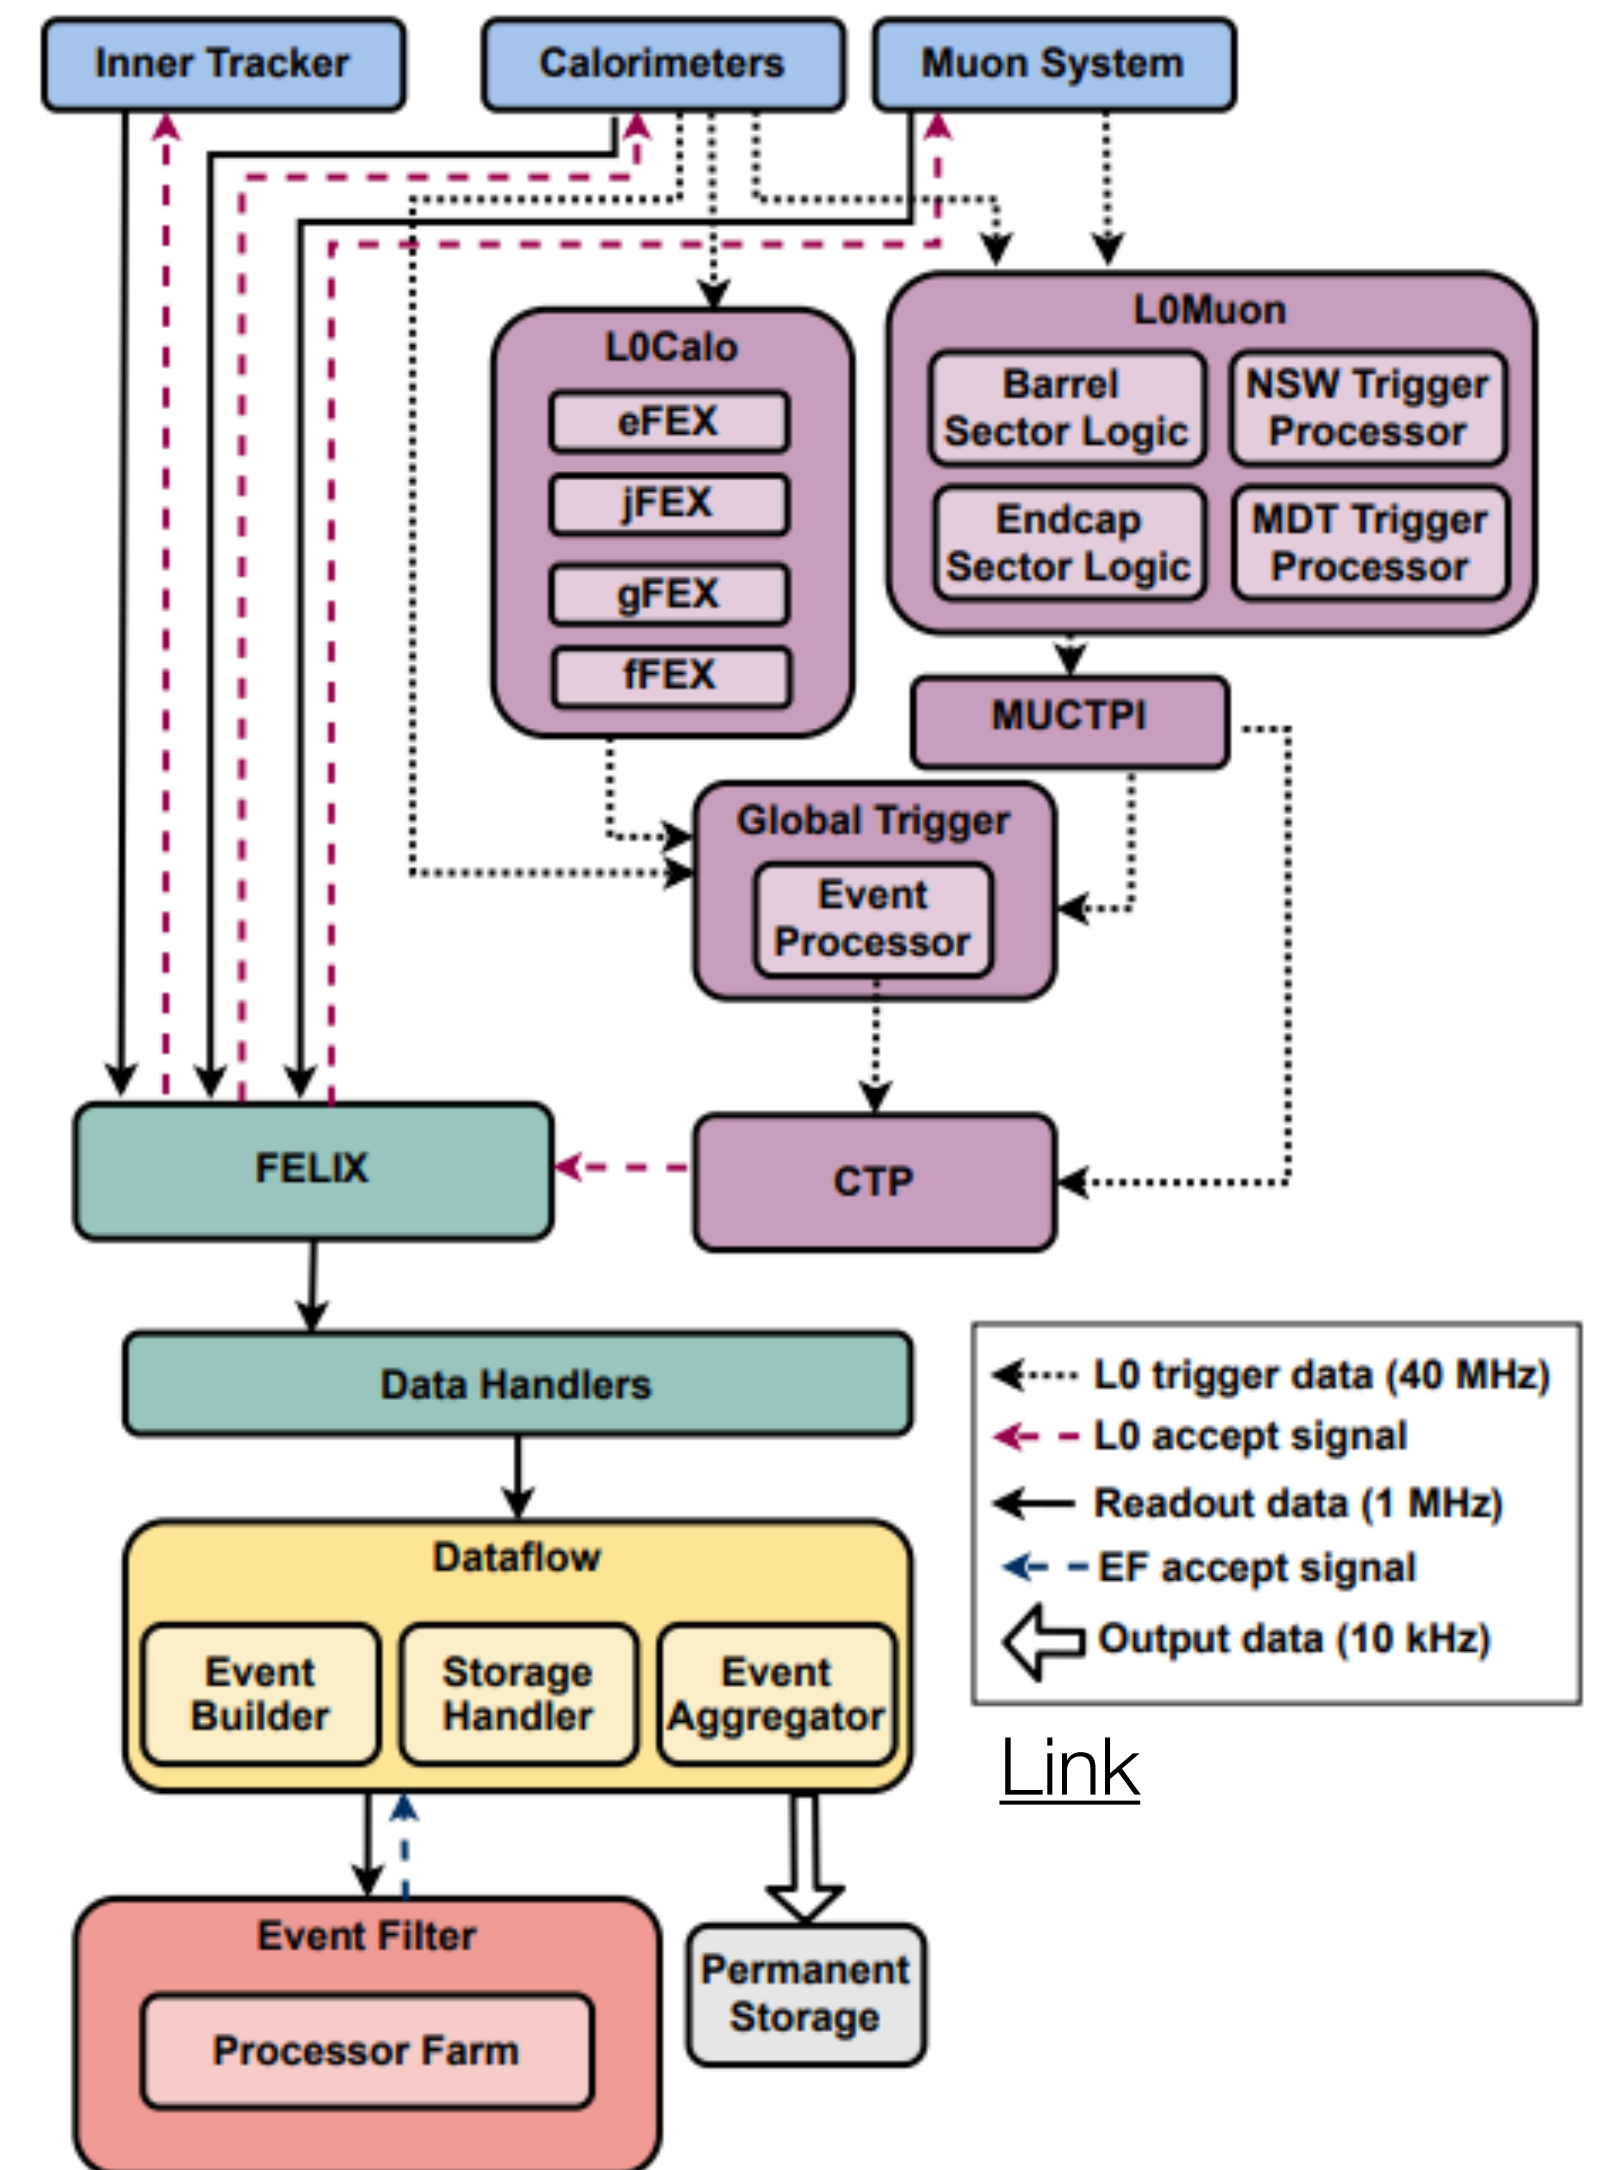 Inner Tracker
Calorimeters
Muon System
L0Calo
eFEX
jFEX
gFEX
fFEX
L0Muon
Barrel
Sector Logic
NSW Trigger
Processor
Endcap
Sector Logic
MDT Trigger
Processor
MUCTPI
Global Trigger
Event
Processor
FELIX
CTP
Data Handlers
Dataflow
Event
Builder
Storage
Handler
Event
Aggregator
Event Filter
Processor Farm
Permanent
Storage
L0 trigger data (40 MHz)
L0 accept signal
Readout data (1 MHz)
EF accept signal
Output data (10 kHz)
Link